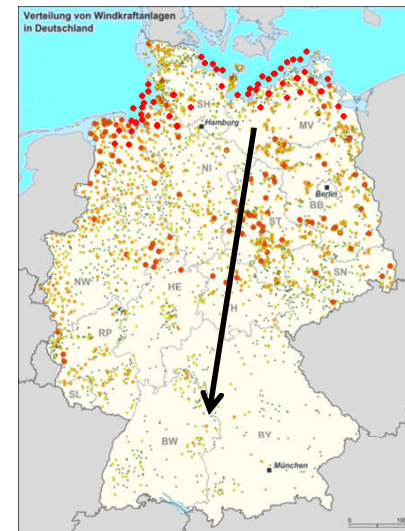 Verteilung von Windkraftanlagen
in Deutschland
SH
Hamburg
MV
NI
Berlin
BB
ST
NW
SN
HE
TH
RP
SL
BW
BY
München
0
100